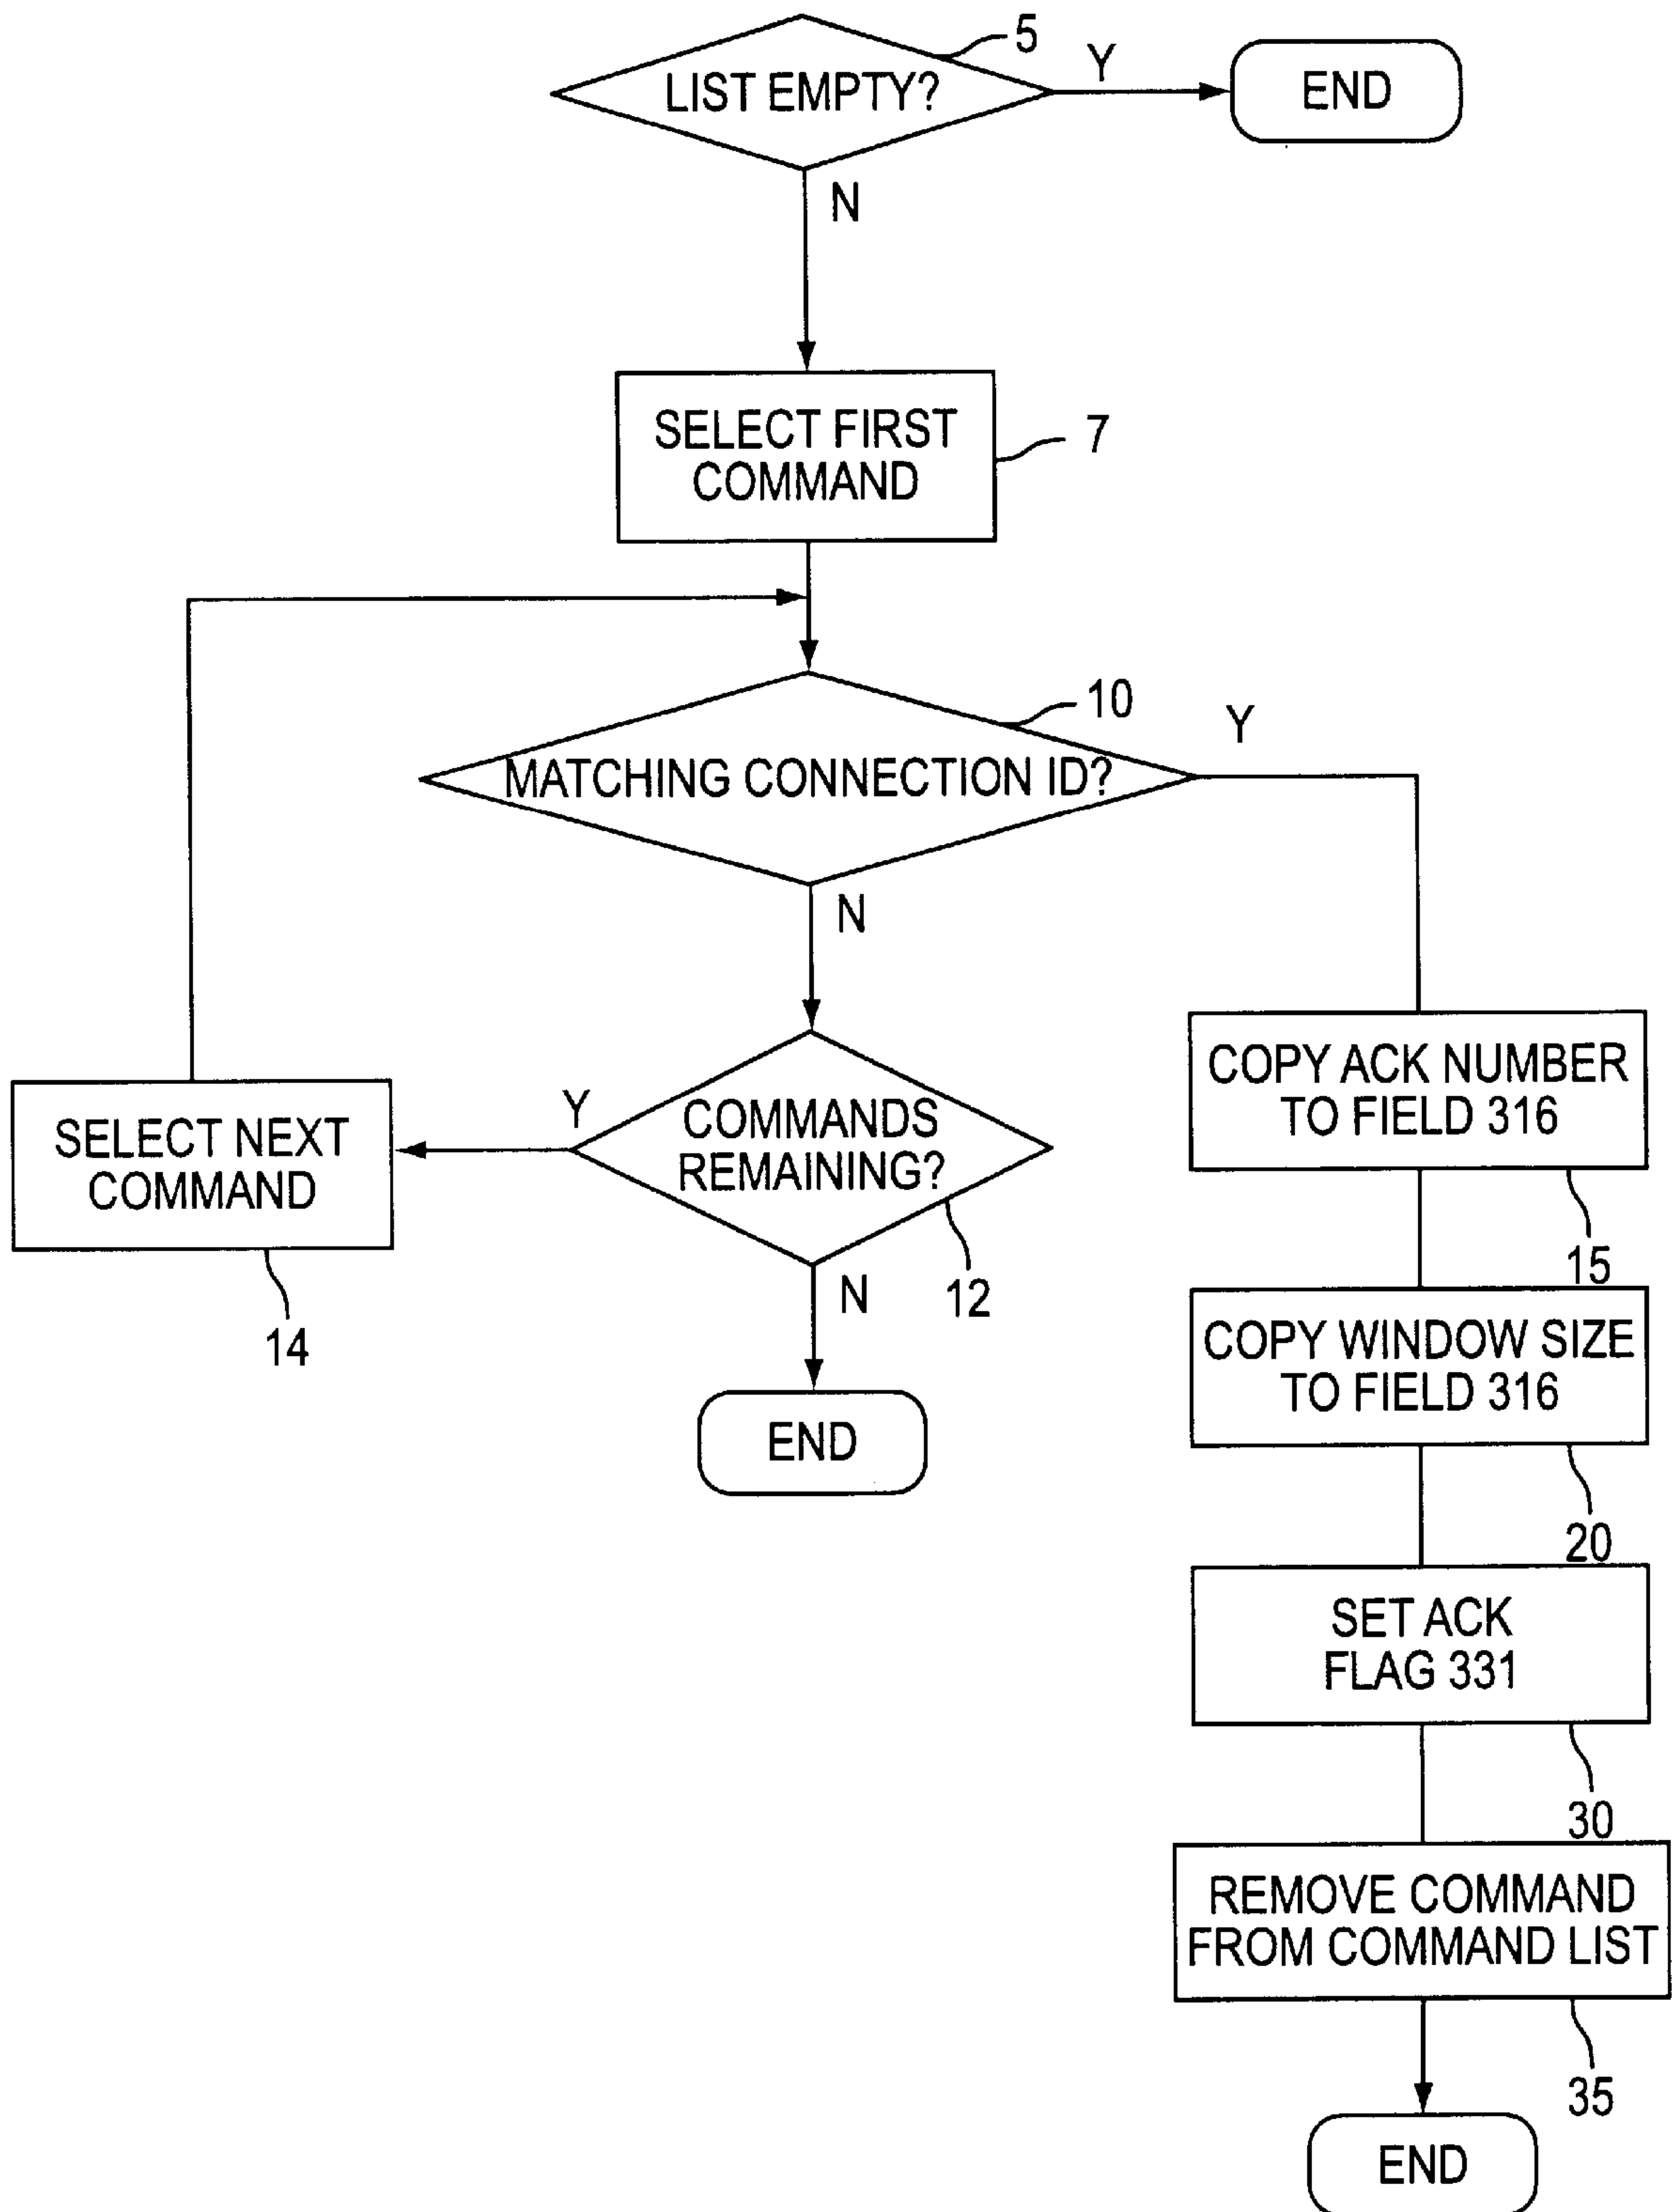 5
Y
LIST EMPTY?
END
N
SELECT FIRST
COMMAND
7
10
Y
MATCHING CONNECTION ID?
N
COPY ACK NUMBER
TO FIELD 316
15
Y
COMMANDS
REMAINING?
12
SELECT NEXT
COMMAND
14
N
END
COPY WINDOW SIZE
TO FIELD 316
20
SET ACK
FLAG 331
30
REMOVE COMMAND
FROM COMMAND LIST
35
END